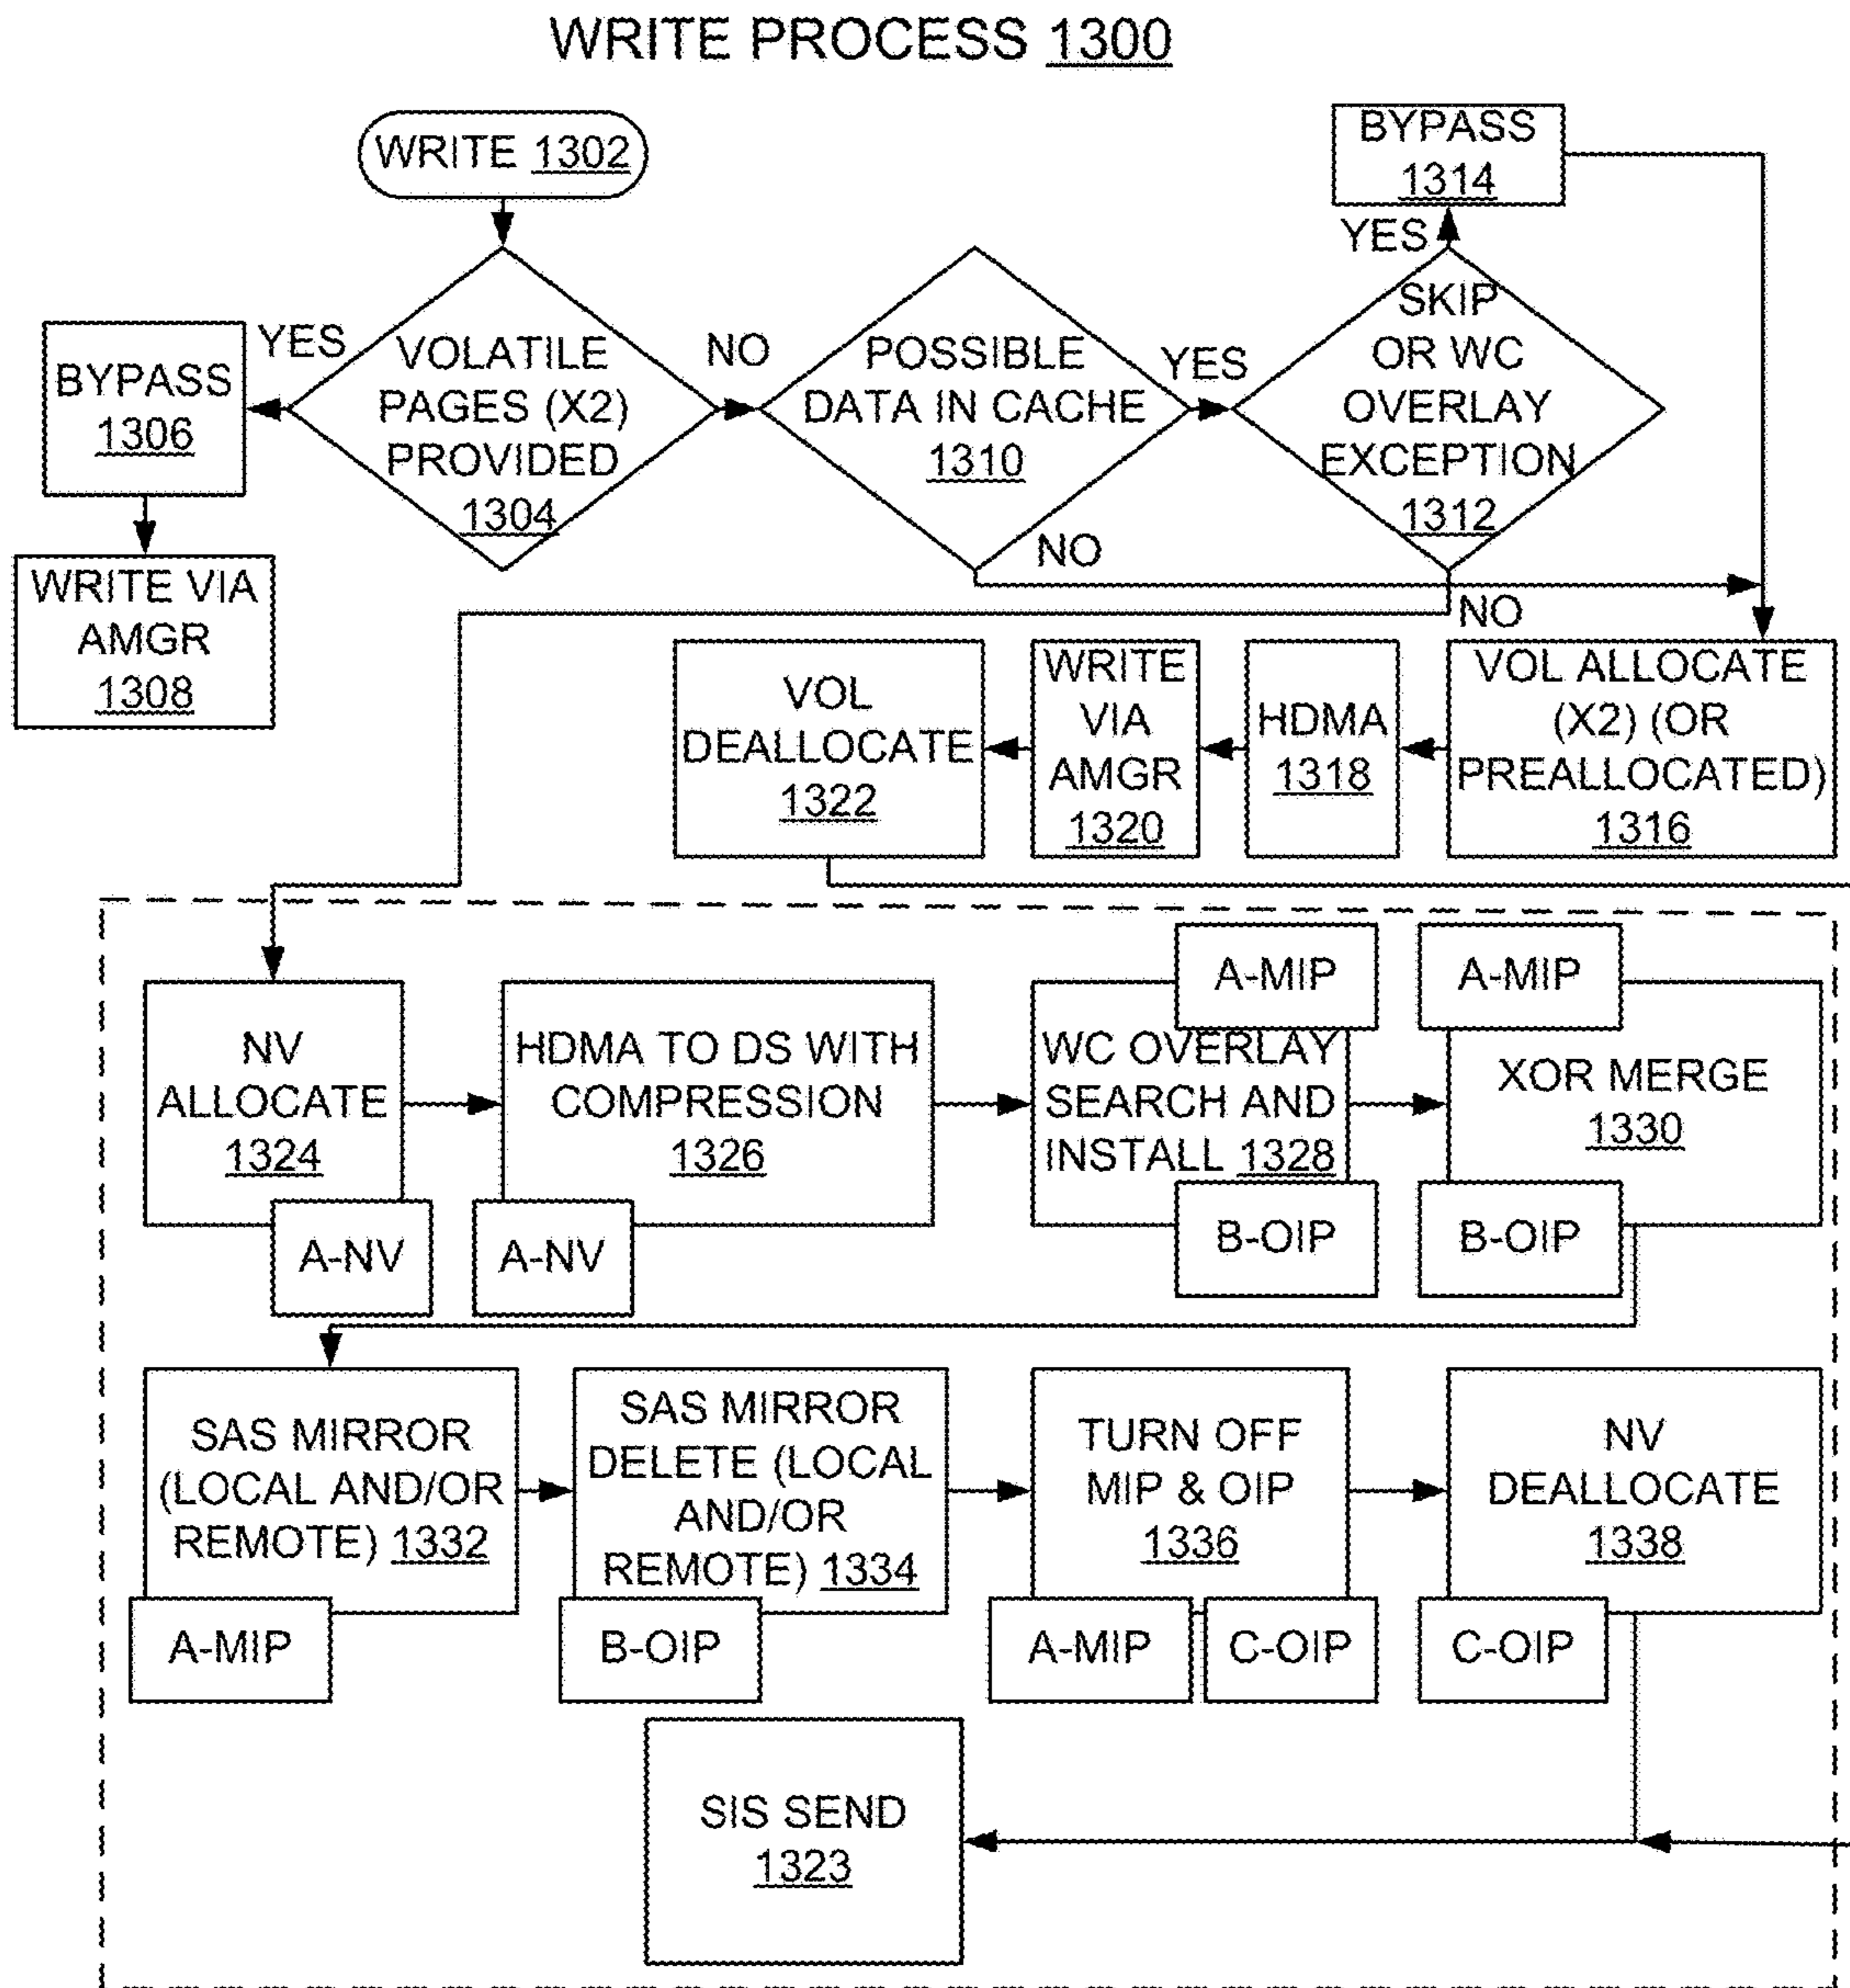 WRITE PROCESS 1300
WRITE 1302
BYPASS
1314
YES
VOLATILE
PAGES (X2)
PROVIDED
1304
YES
NO
BYPASS
1306
WRITE VIA
AMGR
1308
POSSIBLE
DATA IN CACHE
1310
YES
NO
SKIP
OR WC
OVERLAY
EXCEPTION
1312
NO
VOL ALLOCATE
(X2) (OR
PREALLOCATED)
1316
HDMA
1318
WRITE
VIA
AMGR
1320
VOL
DEALLOCATE
1322
NV
ALLOCATE
1324
A-NV
HDMA TO DS WITH
COMPRESSION
1326
A-NV
A-MIP
WC OVERLAY
SEARCH AND
INSTALL 1328
B-OIP
A-MIP
XOR MERGE
1330
B-OIP
SAS MIRROR
(LOCAL AND/OR
REMOTE) 1332
A-MIP
SAS MIRROR
DELETE (LOCAL
AND/OR
REMOTE) 1334
B-OIP
TURN OFF
MIP & OIP
1336
A-MIP
C-OIP
NV
DEALLOCATE
1338
C-OIP
SIS SEND
1323